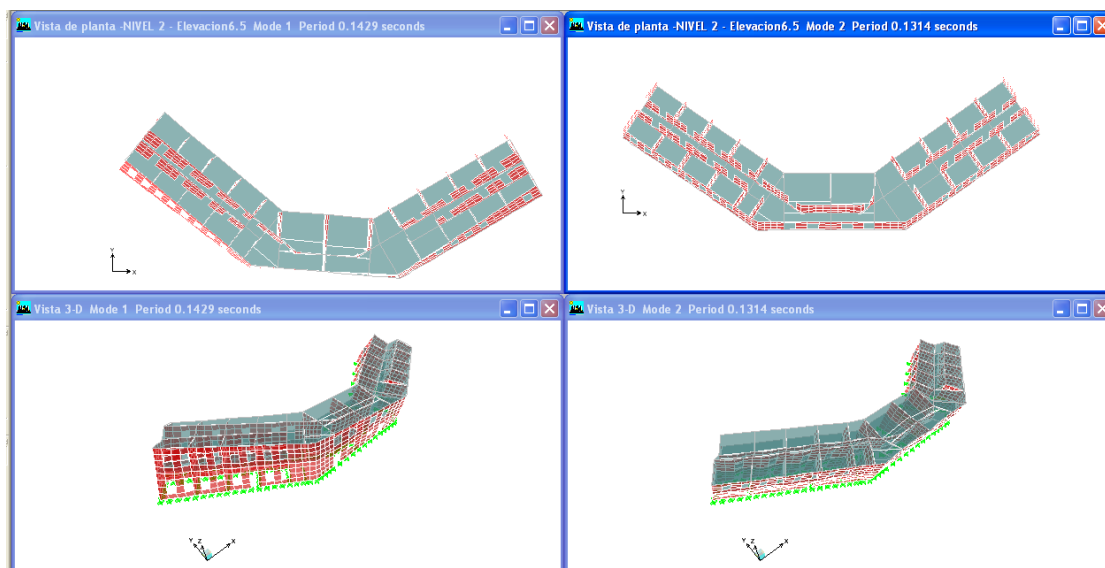 Vista de planta -NIVEL 2 - Elevacion6.5 Mode 1 Period 0.1429 seconds
Vista de planta -NIVEL 2 - Elevacion6.5 Mode 2 Period 0.1314 seconds
Y
X
Y
X
Vista 3-D Mode 1 Period 0.1429 seconds
Vista 3-D Mode 2 Period 0.1314 seconds
Y Z X
Y Z X